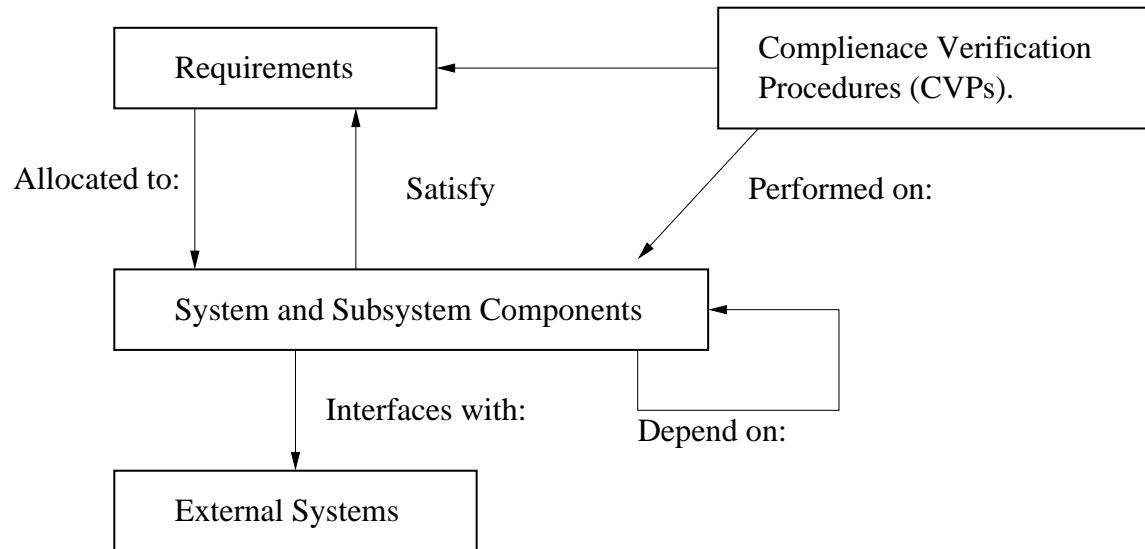 Requirements
Complienace Verification
Procedures (CVPs).
Allocated to:
Satisfy
Performed on:
System and Subsystem Components
Interfaces with:
Depend on:
External Systems